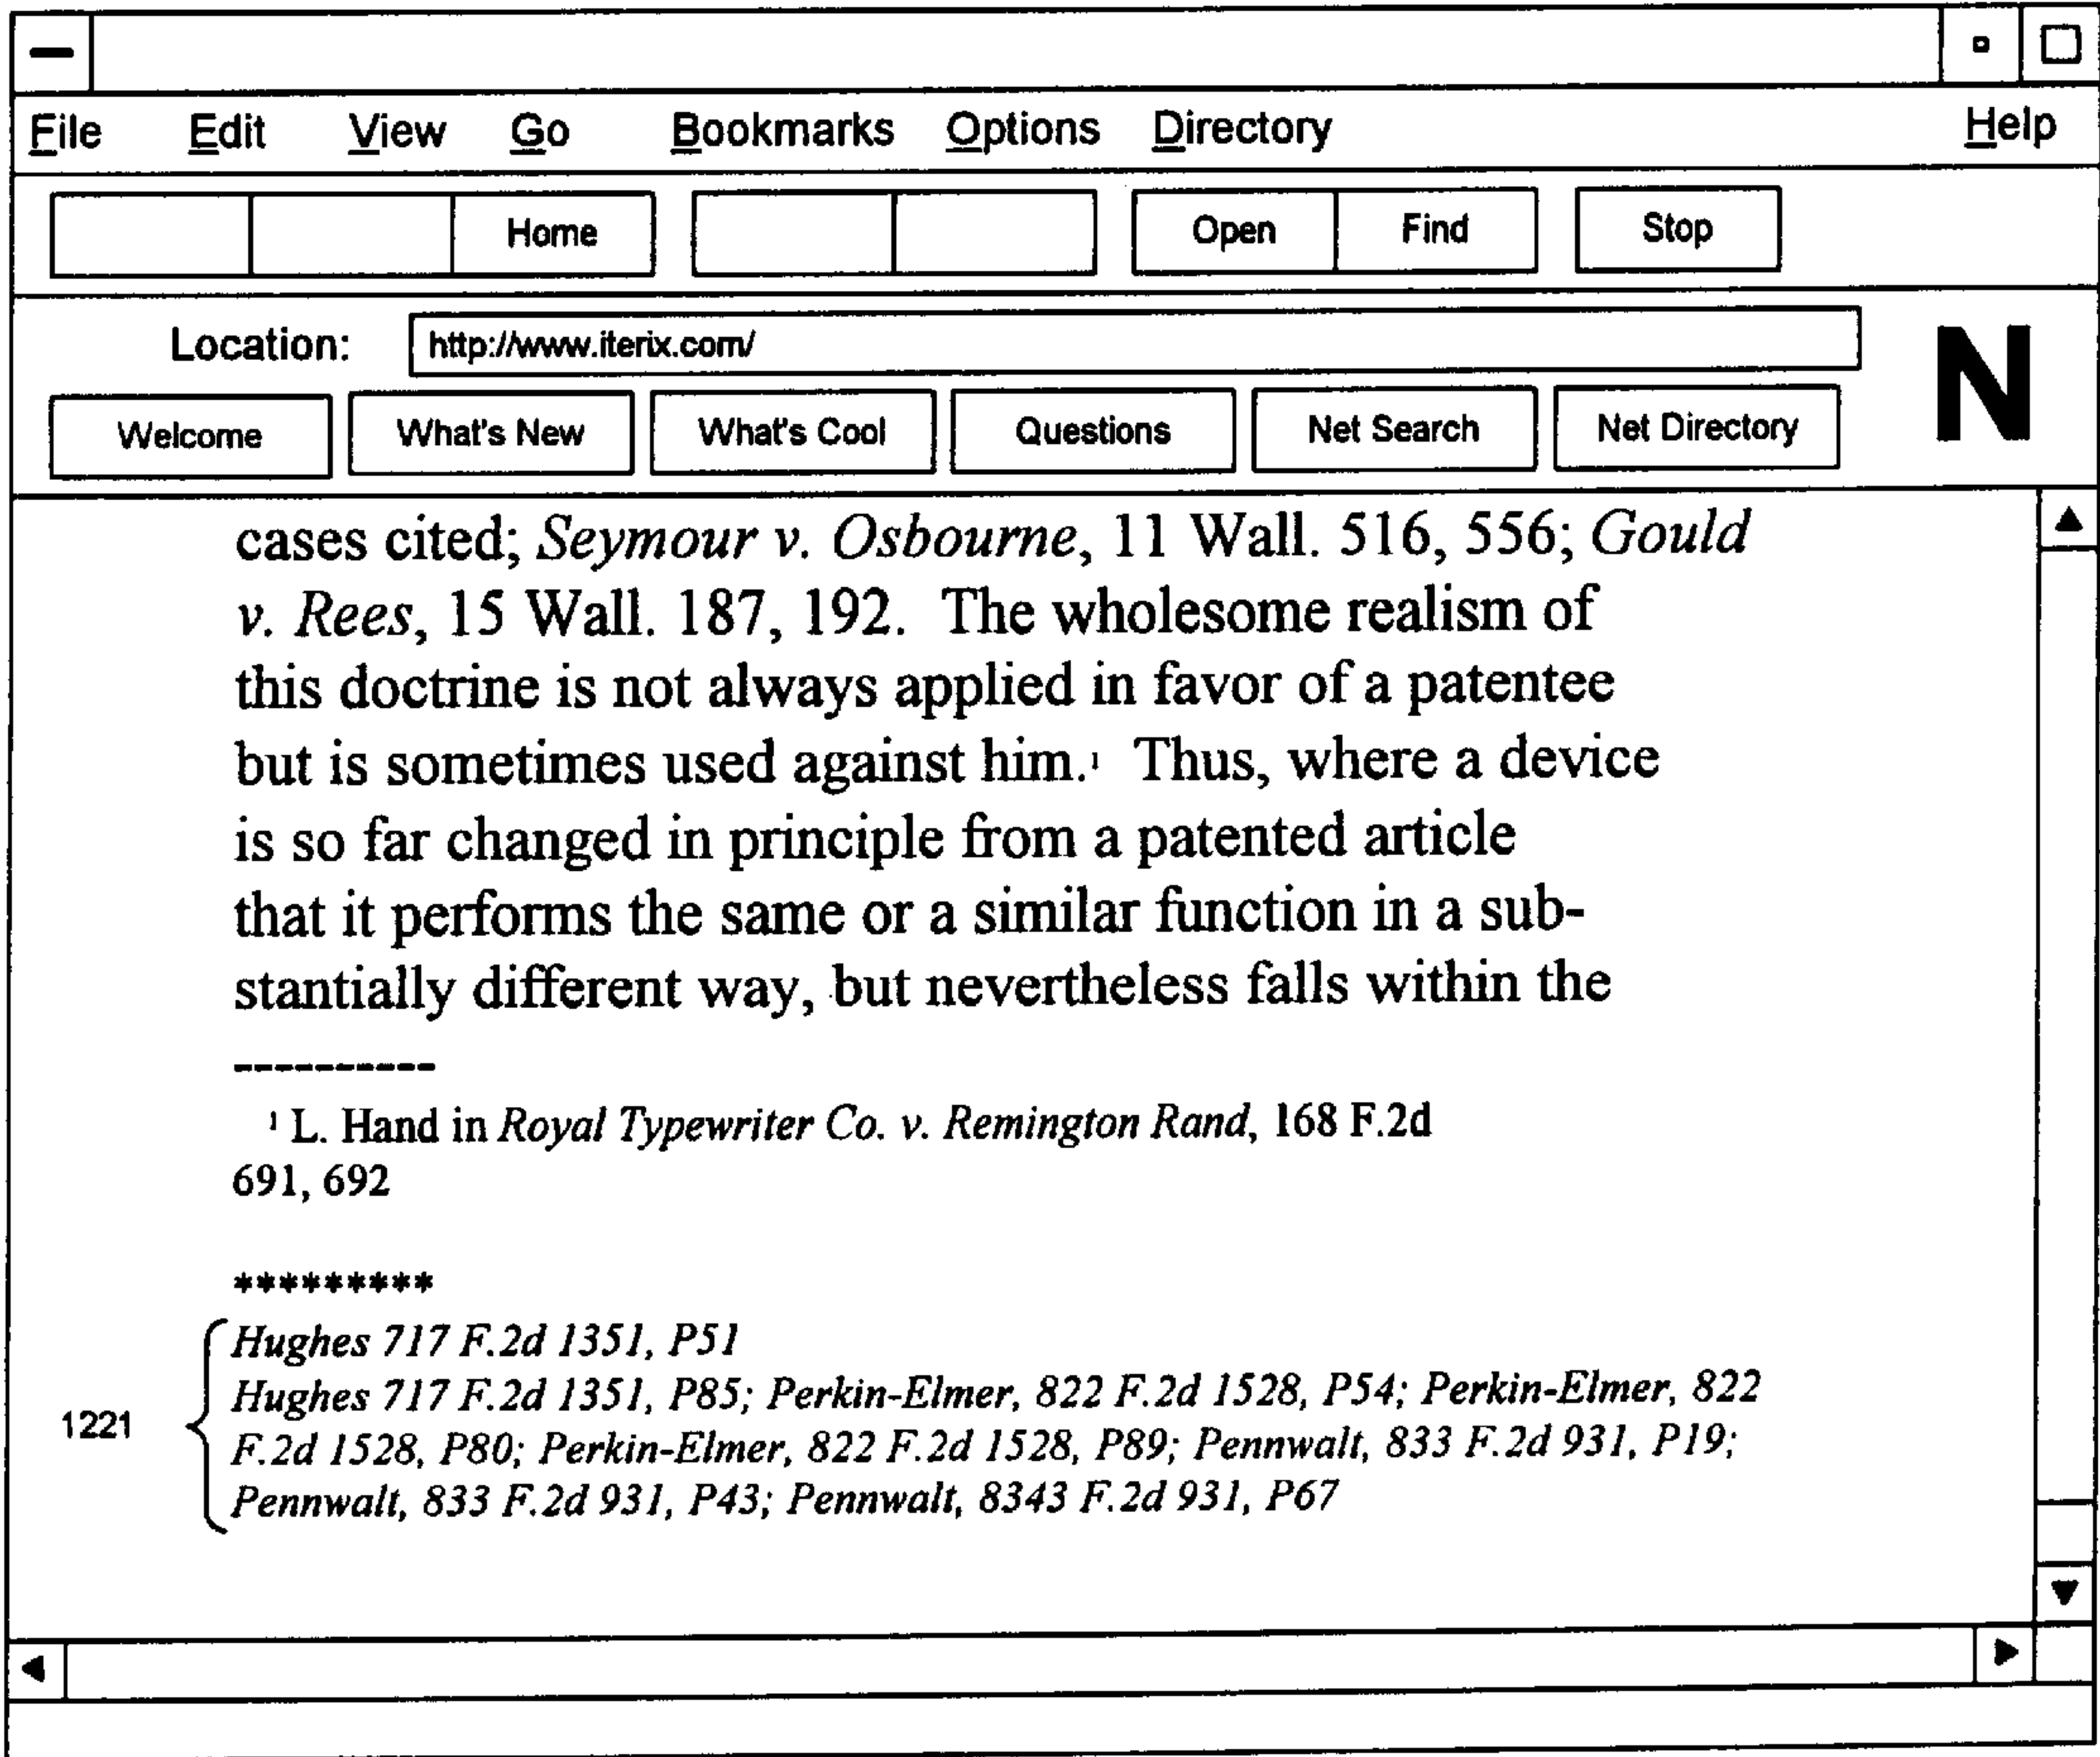 File Edit View Go Bookmarks Options Directory Help
Home Open Find Stop
Location: http://www.iterix.com/
N
Welcome What's New What's Cool Questions Net Search Net Directory
cases cited; Seymour v. Osbourne, 11 Wall. 516, 556; Gould
v. Rees, 15 Wall. 187, 192. The wholesome realism of
this doctrine is not always applied in favor of a patentee
but is sometimes used against him.¹ Thus, where a device
is so far changed in principle from a patented article
that it performs the same or a similar function in a sub-
stantially different way, but nevertheless falls within the
----------
¹ L. Hand in Royal Typewriter Co. v. Remington Rand, 168 F.2d
691, 692
*********
Hughes 717 F.2d 1351, P51
Hughes 717 F.2d 1351, P85; Perkin-Elmer, 822 F.2d 1528, P54; Perkin-Elmer, 822
1221
F.2d 1528, P80; Perkin-Elmer, 822 F.2d 1528, P89; Pennwalt, 833 F.2d 931, P19;
Pennwalt, 833 F.2d 931, P43; Pennwalt, 8343 F.2d 931, P67